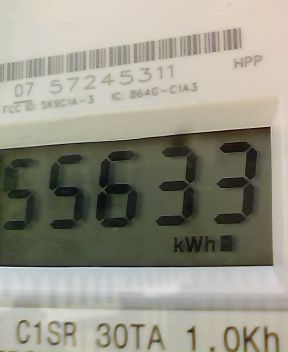 07 57245311
HPP
FCC ID: SK9C1A-3 IC: 864G-C1A3
55633
kWh
C1SR 30TA 1.0Kh